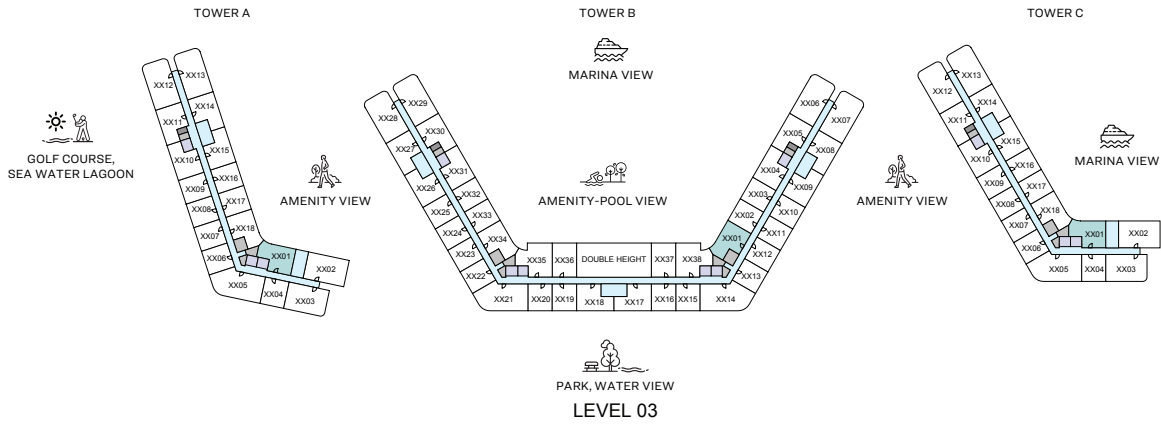 TOWER A
TOWER B
TOWER C
MARINA VIEW
GOLF COURSE,
SEA WATER LAGOON
AMENITY VIEW
AMENITY-POOL VIEW
AMENITY VIEW
MARINA VIEW
PARK, WATER VIEW
LEVEL 03
XX13
XX12
XX14
XX11
XX15
XX10
XX16
XX09
XX17
XX08
XX18
XX07
XX06
XX01
XX02
XX05
XX04
XX03
XX29
XX28
XX30
XX27
XX31
XX26
XX32
XX25
XX33
XX24
XX34
XX23
XX22
XX35
XX36
DOUBLE HEIGHT
XX37
XX38
XX21
XX20
XX19
XX18
XX17
XX16
XX15
XX14
XX06
XX07
XX05
XX08
XX04
XX09
XX03
XX10
XX02
XX11
XX01
XX12
XX13
XX13
XX12
XX14
XX11
XX15
XX10
XX16
XX09
XX17
XX08
XX18
XX07
XX06
XX01
XX02
XX05
XX04
XX03